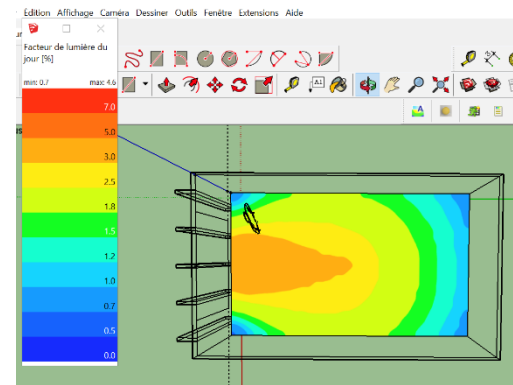 Édition Affichage Caméra Dessiner Outils Fenêtre Extensions Aide
Facteur de lumière du
jour [%]
min: 0.7 max: 4.6
7.0
5.0
3.0
2.5
1.8
1.5
1.2
1.0
0.7
0.5
0.0
A1